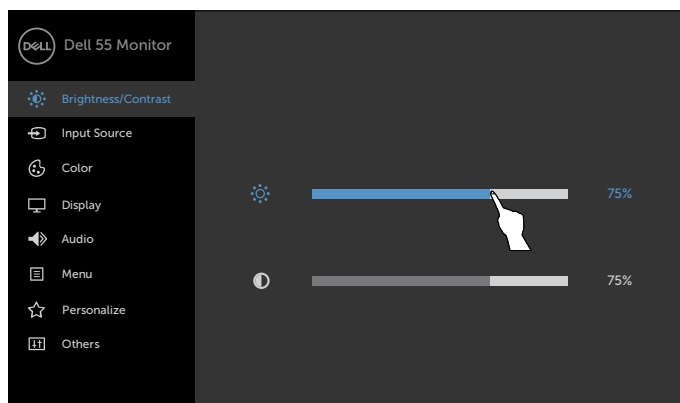 DELL Dell 55 Monitor
Brightness/Contrast
Input Source
Color
Display
Audio
Menu
Personalize
Others
75%
75%